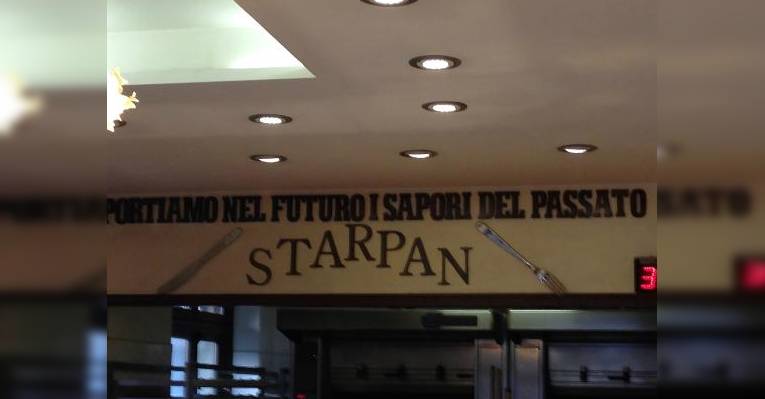 PORTIAMO NEL FUTURO I SAPORI DEL PASSATO
STARPAN
3